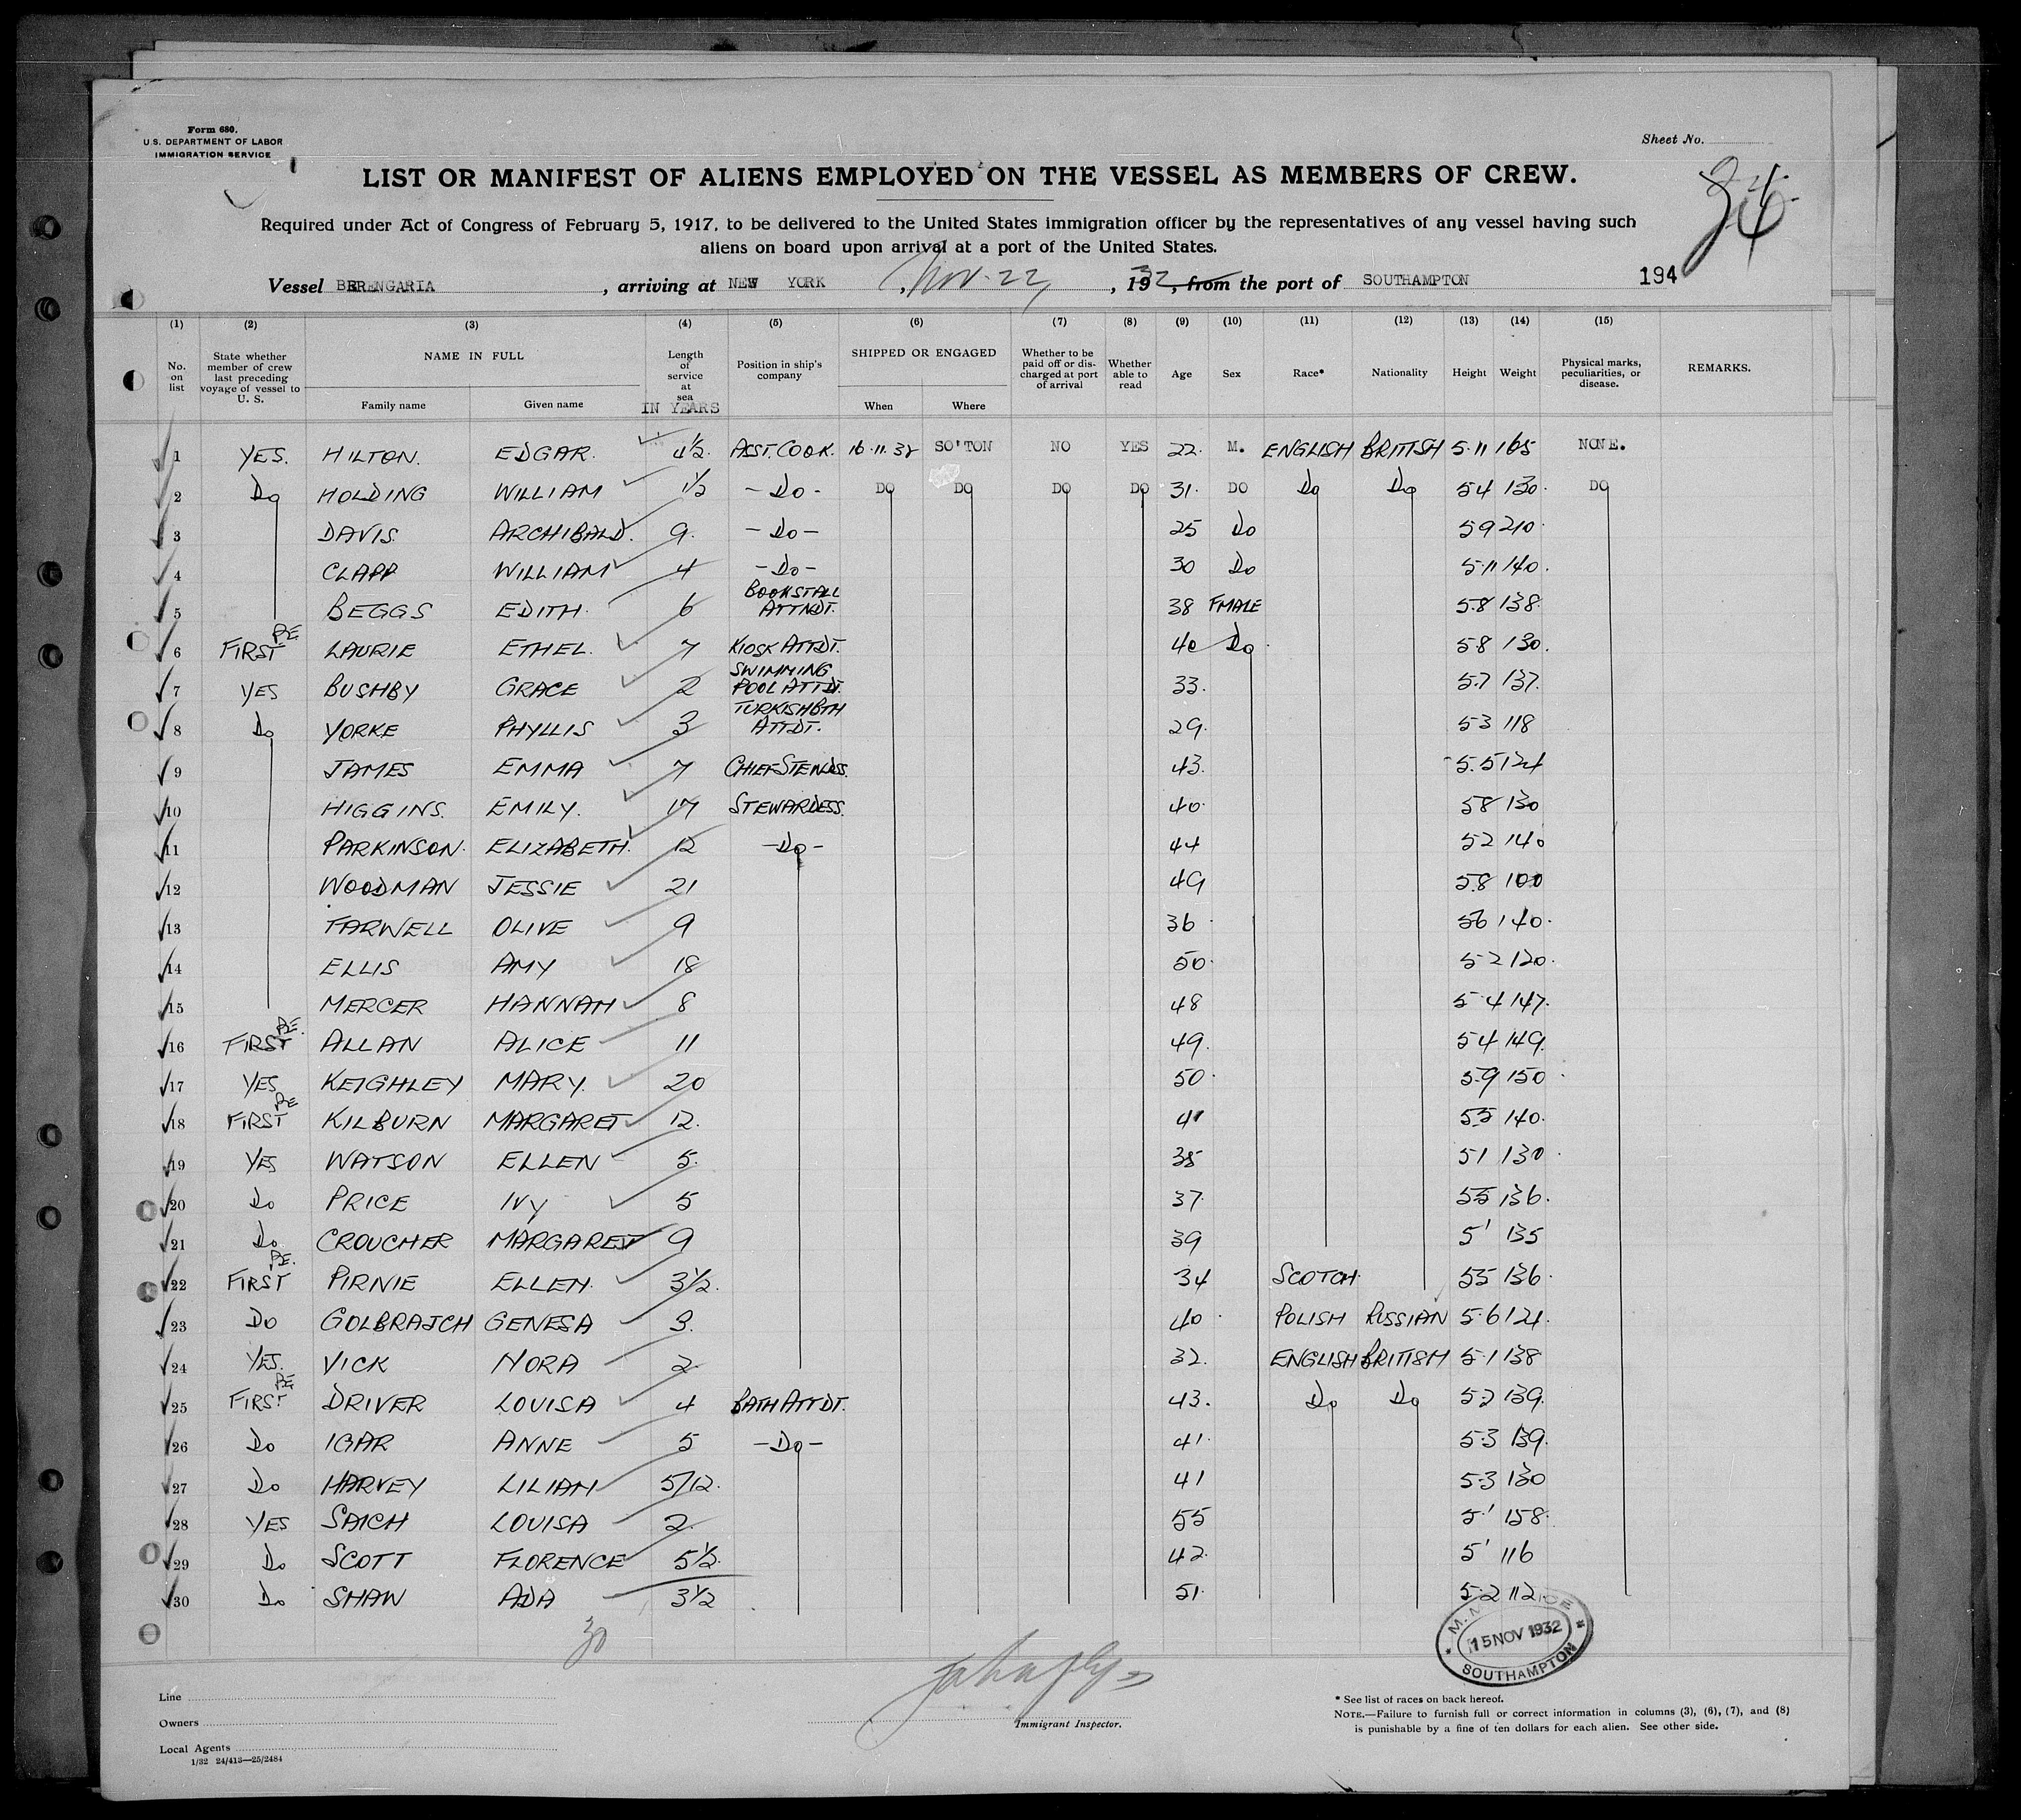 Form 680.
U.S. DEPARTMENT OF LABOR
IMMIGRATION SERVICE
Sheet No.
LIST OR MANIFEST OF ALIENS EMPLOYED ON THE VESSEL AS MEMBERS OF CREW.
Required under Act of Congress of February 5, 1917, to be delivered to the United States immigration officer by the representatives of any vessel having such
aliens on board upon arrival at a port of the United States.
Vessel BERENGARIA, arriving at NEW YORK, Nov. 22, 1932, from the port of SOUTHAMPTON 194
(1) (2) (3) (4) (5) (6) (7) (8) (9) (10) (11) (12) (13) (14) (15)
No. on list State whether member of crew last preceding voyage of vessel to U. S. NAME IN FULL Family name Given name Length of service at sea IN YEARS Position in ship's company SHIPPED OR ENGAGED When Where Whether to be paid off or discharged at port of arrival Whether able to read Age Sex Race* Nationality Height Weight Physical marks, peculiarities, or disease. REMARKS.
1 YES. HILTON. EDGAR. 4½. ASST. COOK. 16.11.32 SO'TON NO YES 22. M. ENGLISH BRITISH 5.11 165 NONE.
2 Do HOLDING WILLIAM ½ -Do- DO DO DO DO 31. DO Do Do 5 4 130. DO
3 DAVIS. ARCHIBALD. 9. -Do- 25 Do 5 9 210.
4 CLAPP WILLIAM 4 -Do- 30 Do 5.11 140.
5 BEGGS EDITH. 6 BOOKSTALL ATTNDT. 38 FMALE 5.8 138.
6 FIRST LAURIE ETHEL. 7 KIOSK ATTDT. 40 Do. 5.8 130.
7 YES BUSHBY GRACE 2 SWIMMING POOL ATTDT. 33. 5.7 137.
8 Do YORKE PHYLLIS 3 TURKISH BTH ATTDT. 29. 5 3 118
9 JAMES EMMA 7 CHIEF STEWDSS. 43. 5.5 124
10 HIGGINS. EMILY. 17 STEWARDESS. 40. 5 8 130
11 PARKINSON. ELIZABETH. 12 -Do- 44 5 2 140
12 WOODMAN JESSIE 21 49 5.8 100
13 FARWELL OLIVE 9 36. 5 6 140.
14 ELLIS AMY 18 50. 5 2 120.
15 MERCER HANNAH 8 48 5 4 147.
16 FIRST ALLAN ALICE 11 49. 5 4 149.
17 YES KEIGHLEY MARY. 20 50. 5.9 150.
18 FIRST KILBURN MARGARET 12. 41 5 5 140.
19 YES WATSON ELLEN 5. 38 5 1 130.
20 Do PRICE IVY 5 37. 5 5 136.
21 Do CROUCHER MARGARET 9 39 5' 135
22 FIRST PIRNIE ELLEN. 3½. 34 SCOTCH. 5 5 136.
23 DO GOLBRAJCH GENESA 3. 40. POLISH RUSSIAN 5.6 124.
24 YES. VICK NORA 2 32. ENGLISH BRITISH 5.1 138
25 FIRST DRIVER LOUISA 4 BATH ATTDT. 43. Do Do 5 2 139.
26 Do IGAR ANNE 5 -Do- 41. 5.3 139.
27 Do HARVEY LILIAN 5/12. 41 5.3 130
28 YES SAICH LOUISA 2. 55 5' 158.
29 Do SCOTT FLORENCE 5½. 42. 5' 116
30 Do SHAW ADA 3½ 51. 5.2 112.
30
15 NOV 1932
SOUTHAMPTON
Line
Owners
Local Agents
1/32 24/413—25/2484
Immigrant Inspector.
* See list of races on back hereof.
NOTE.—Failure to furnish full or correct information in columns (3), (6), (7), and (8)
is punishable by a fine of ten dollars for each alien. See other side.